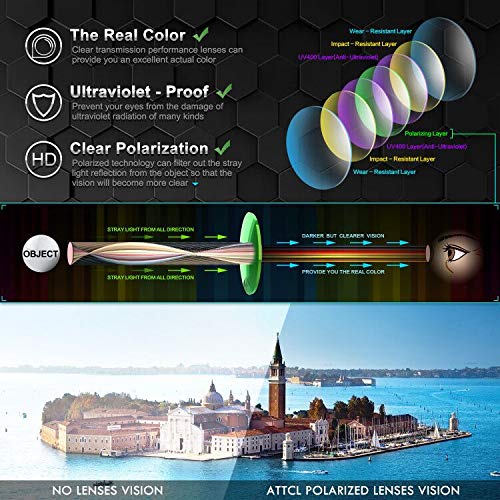 The Real Color
Clear transmission performance lenses can
provide you an excellent actual color
Ultraviolet - Proof
Prevent your eyes from the damage of
ultraviolet radiation of many kinds
HD
Clear Polarization
Polarized technology can filter out the stray
light reflection from the object so that the
vision will become more clear
Wear - Resistant Layer
Impact - Resistant Layer
UV400 Layer(Anti - Ultraviolet)
Polarizing Layer
UV400 Layer(Anti - Ultraviolet)
Impact - Resistant Layer
Wear - Resistant Layer
OBJECT
STRAY LIGHT FROM ALL DIRECTION
STRAY LIGHT FROM ALL DIRECTION
DARKER BUT CLEARER VISION
PROVIDE YOU THE REAL COLOR
NO LENSES VISION
ATTCL POLARIZED LENSES VISION